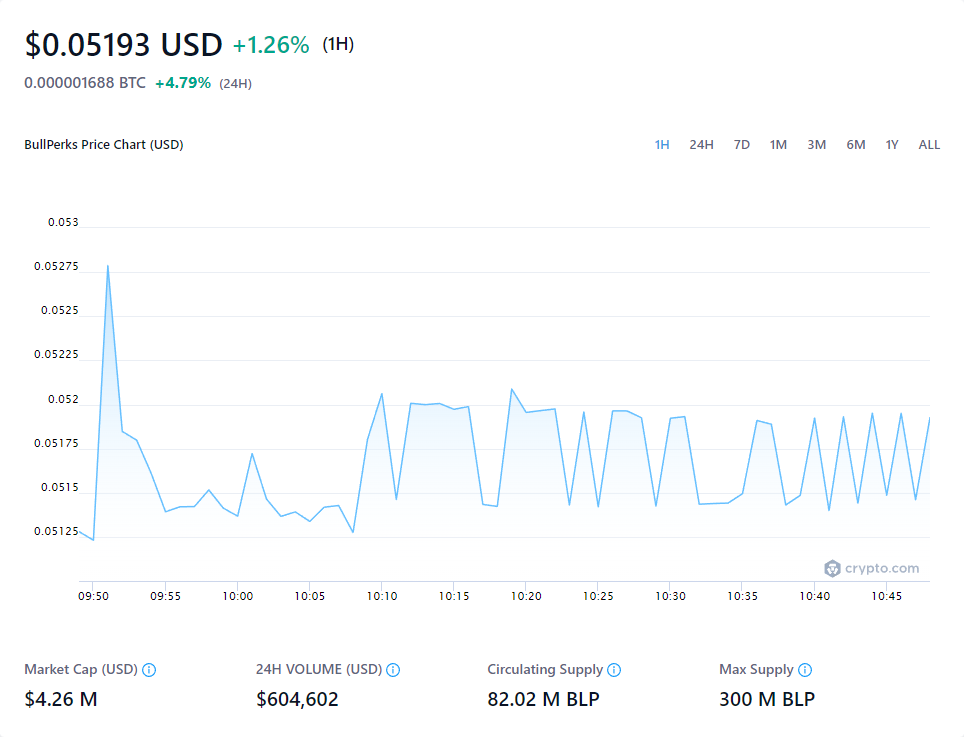 $0.05193 USD +1.26% (1H)
0.000001688 BTC +4.79% (24H)
BullPerks Price Chart (USD) 1H 24H 7D 1M 3M 6M 1Y ALL
0.053
0.05275
0.0525
0.05225
0.052
0.05175
0.0515
0.05125
crypto.com
09:50 09:55 10:00 10:05 10:10 10:15 10:20 10:25 10:30 10:35 10:40 10:45
Market Cap (USD) 24H VOLUME (USD) Circulating Supply Max Supply
$4.26 M $604,602 82.02 M BLP 300 M BLP